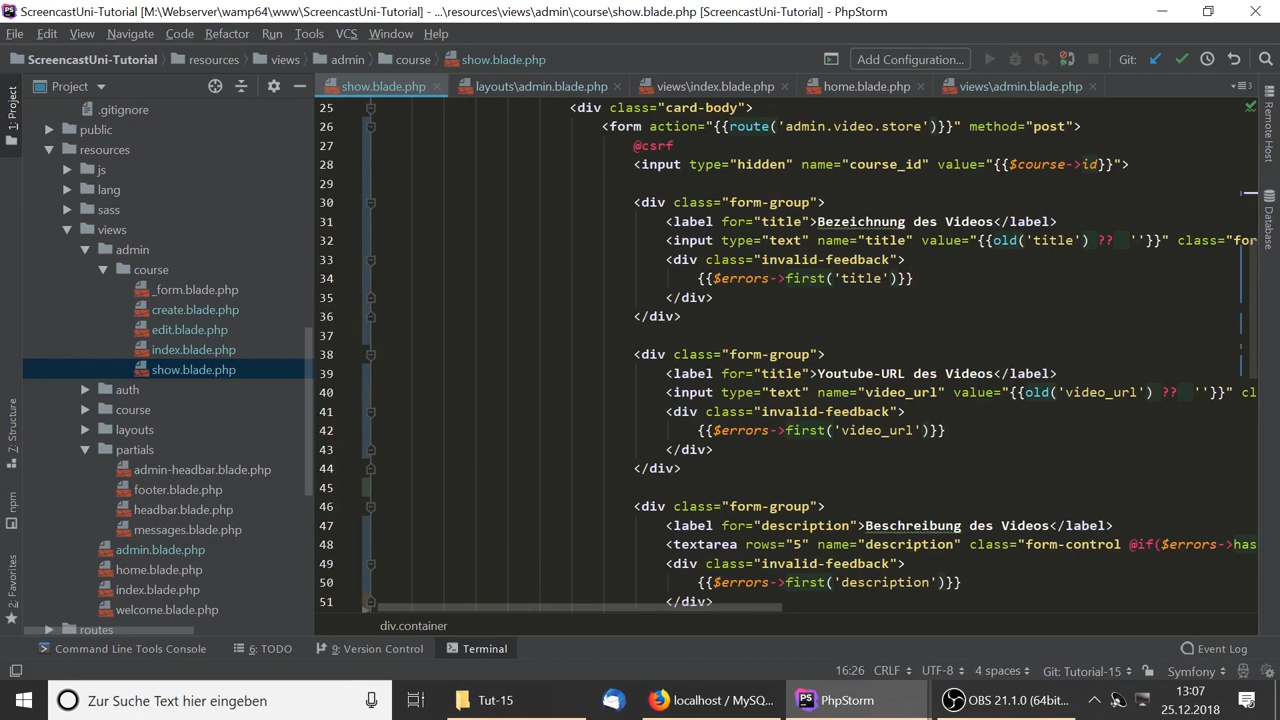 ScreencastUni-Tutorial [M:\Webserver\wamp64\www\ScreencastUni-Tutorial] - ...\resources\views\admin\course\show.blade.php [ScreencastUni-Tutorial] - PhpStorm
File Edit View Navigate Code Refactor Run Tools VCS Window Help
ScreencastUni-Tutorial resources views admin course show.blade.php Add Configuration... Git:
Project show.blade.php layouts\admin.blade.php views\index.blade.php home.blade.php views\admin.blade.php
1: Project
7: Structure
npm
2: Favorites
.gitignore
public
resources
js
lang
sass
views
admin
course
_form.blade.php
create.blade.php
edit.blade.php
index.blade.php
show.blade.php
auth
course
layouts
partials
admin-headbar.blade.php
footer.blade.php
headbar.blade.php
messages.blade.php
admin.blade.php
home.blade.php
index.blade.php
welcome.blade.php
routes
25 <div class="card-body">
26 <form action="{{route('admin.video.store')}}" method="post">
27 @csrf
28 <input type="hidden" name="course_id" value="{{$course->id}}">
29
30 <div class="form-group">
31 <label for="title">Bezeichnung des Videos</label>
32 <input type="text" name="title" value="{{old('title') ?? ''}}" class="for
33 <div class="invalid-feedback">
34 {{$errors->first('title')}}
35 </div>
36 </div>
37
38 <div class="form-group">
39 <label for="title">Youtube-URL des Videos</label>
40 <input type="text" name="video_url" value="{{old('video_url') ?? ''}}" cl
41 <div class="invalid-feedback">
42 {{$errors->first('video_url')}}
43 </div>
44 </div>
45
46 <div class="form-group">
47 <label for="description">Beschreibung des Videos</label>
48 <textarea rows="5" name="description" class="form-control @if($errors->has
49 <div class="invalid-feedback">
50 {{$errors->first('description')}}
51 </div>
div.container
Remote Host
Database
Command Line Tools Console 6: TODO 9: Version Control Terminal Event Log
16:26 CRLF UTF-8 4 spaces Git: Tutorial-15 Symfony
Zur Suche Text hier eingeben Tut-15 localhost / MySQ... PhpStorm OBS 21.1.0 (64bit... 13:07
25.12.2018